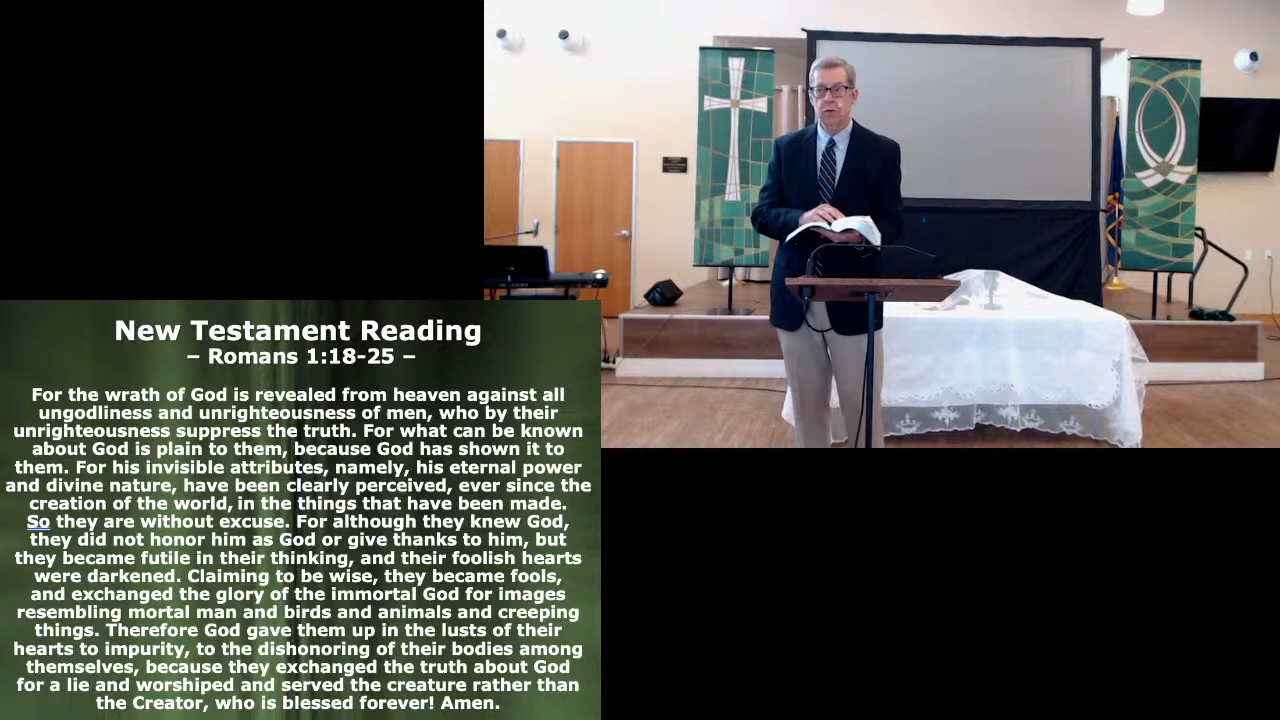 New Testament Reading
– Romans 1:18-25 –
For the wrath of God is revealed from heaven against all
ungodliness and unrighteousness of men, who by their
unrighteousness suppress the truth. For what can be known
about God is plain to them, because God has shown it to
them. For his invisible attributes, namely, his eternal power
and divine nature, have been clearly perceived, ever since the
creation of the world, in the things that have been made.
So they are without excuse. For although they knew God,
they did not honor him as God or give thanks to him, but
they became futile in their thinking, and their foolish hearts
were darkened. Claiming to be wise, they became fools,
and exchanged the glory of the immortal God for images
resembling mortal man and birds and animals and creeping
things. Therefore God gave them up in the lusts of their
hearts to impurity, to the dishonoring of their bodies among
themselves, because they exchanged the truth about God
for a lie and worshiped and served the creature rather than
the Creator, who is blessed forever! Amen.